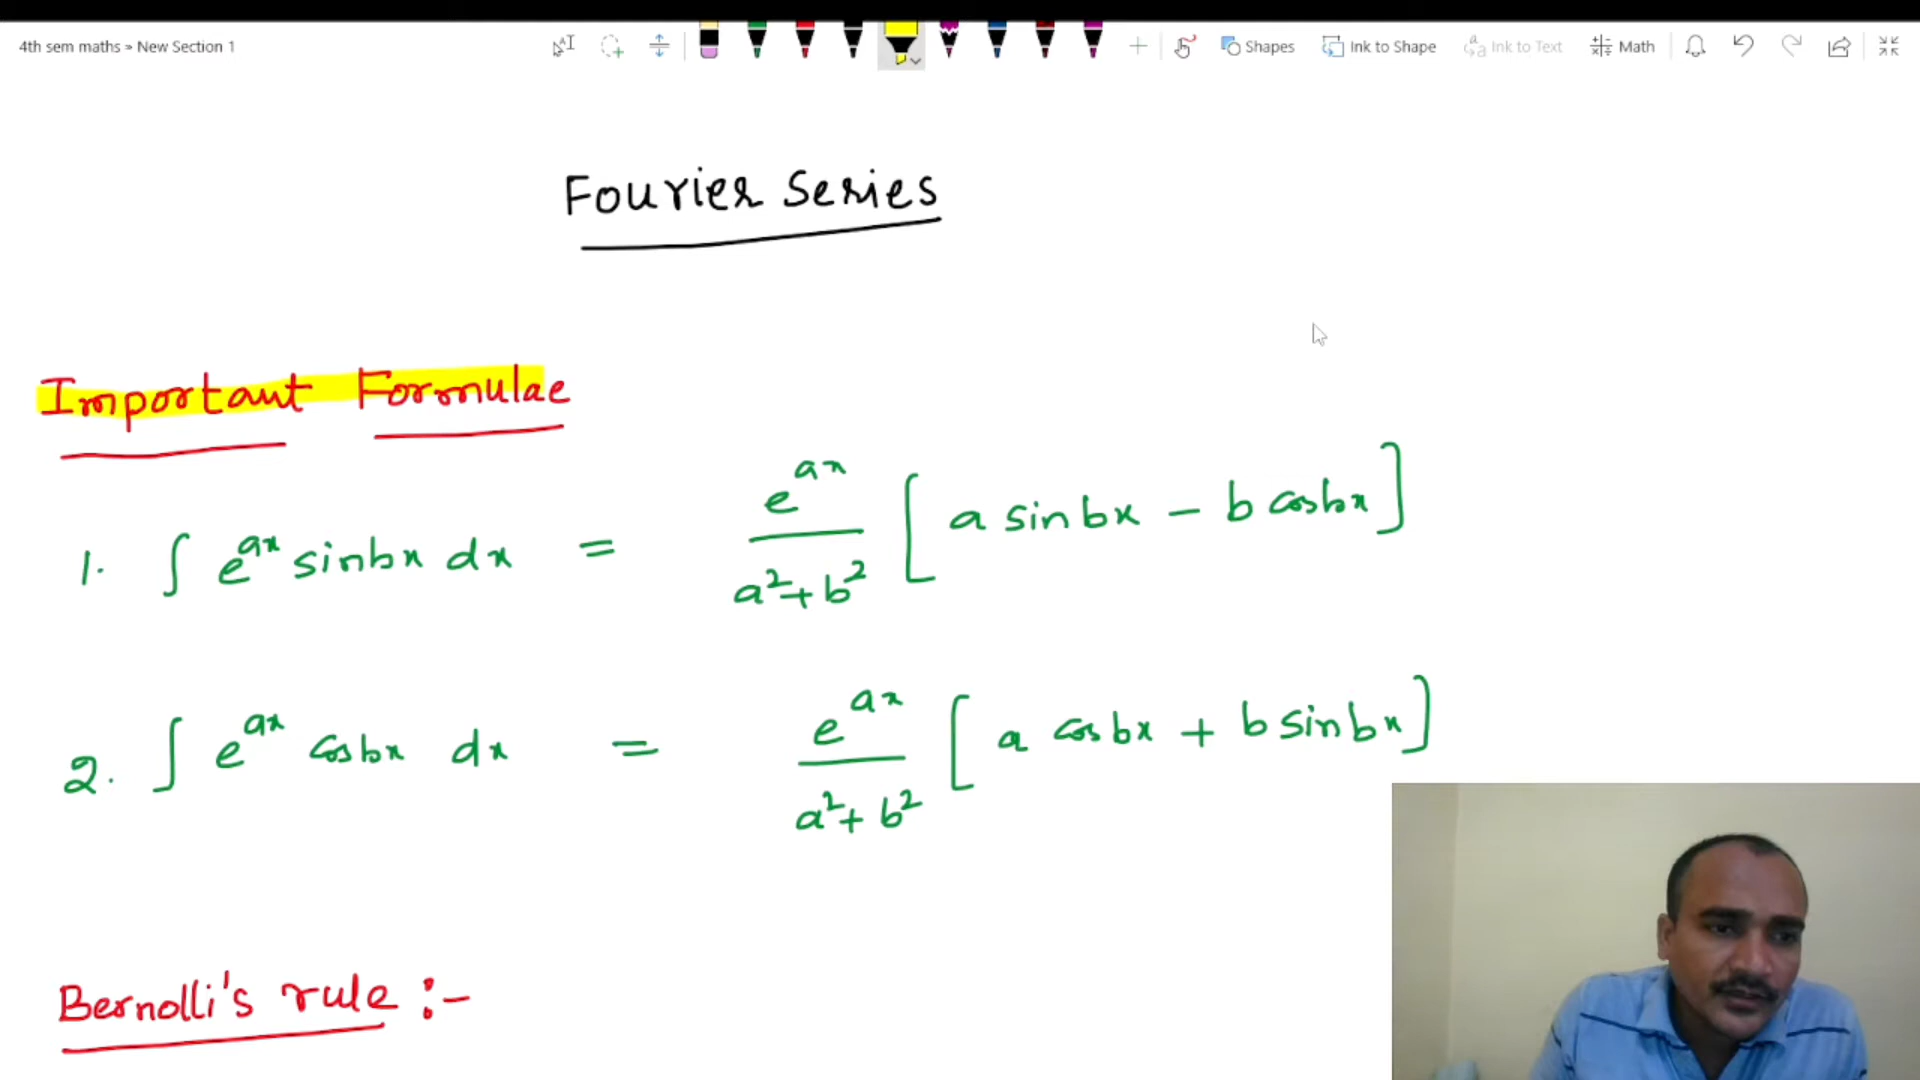 4th sem maths » New Section 1
Shapes Ink to Shape Ink to Text Math
Fourier Series
Important Formulae
1. ∫ e^{ax} sinbx dx = e^{ax}/(a²+b²) [a sinbx - b cosbx]
2. ∫ e^{ax} cosbx dx = e^{ax}/(a²+b²) [a cosbx + b sinbx]
Bernolli's rule :-